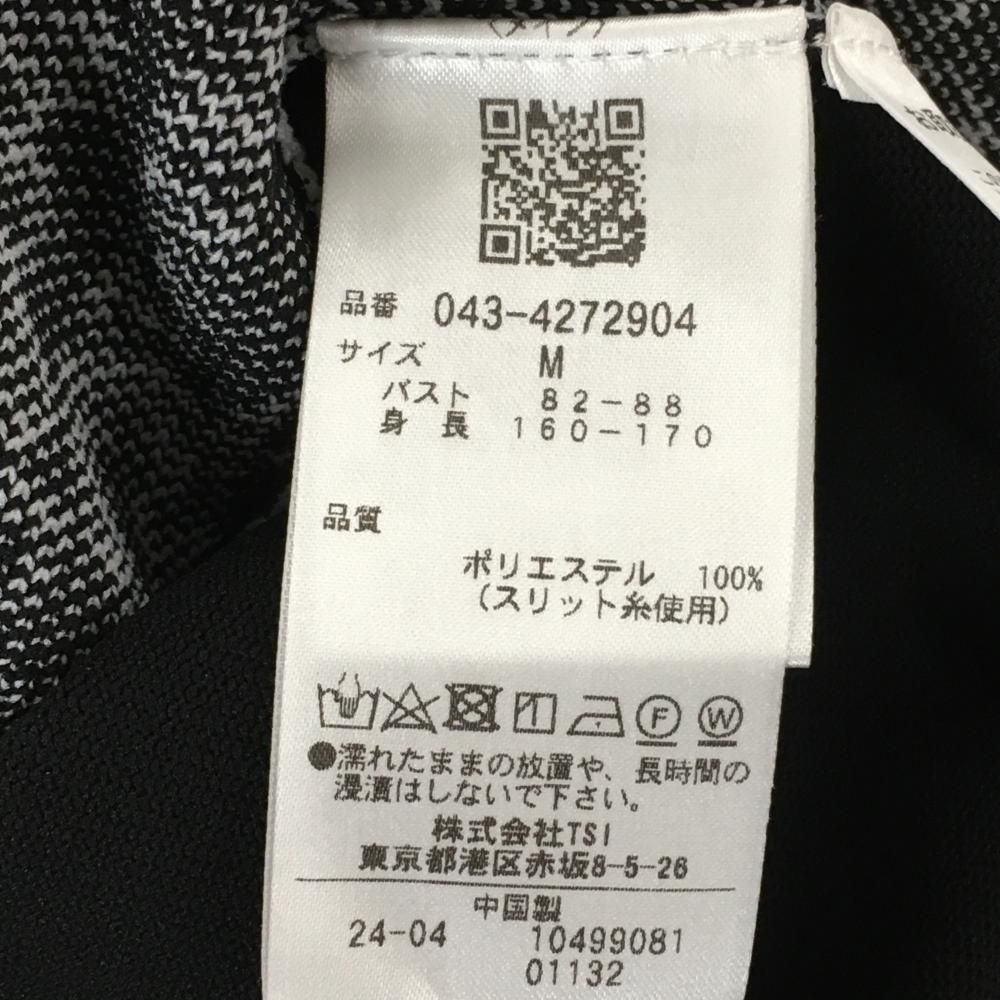 品番 043-4272904
サイズ M
バスト 82-88
身長 160-170
品質
ポリエステル 100%
(スリット糸使用)
F W
●濡れたままの放置や、長時間の
浸漬はしないで下さい。
株式会社TSI
東京都港区赤坂8-5-26
中国製
24-04 10499081
01132